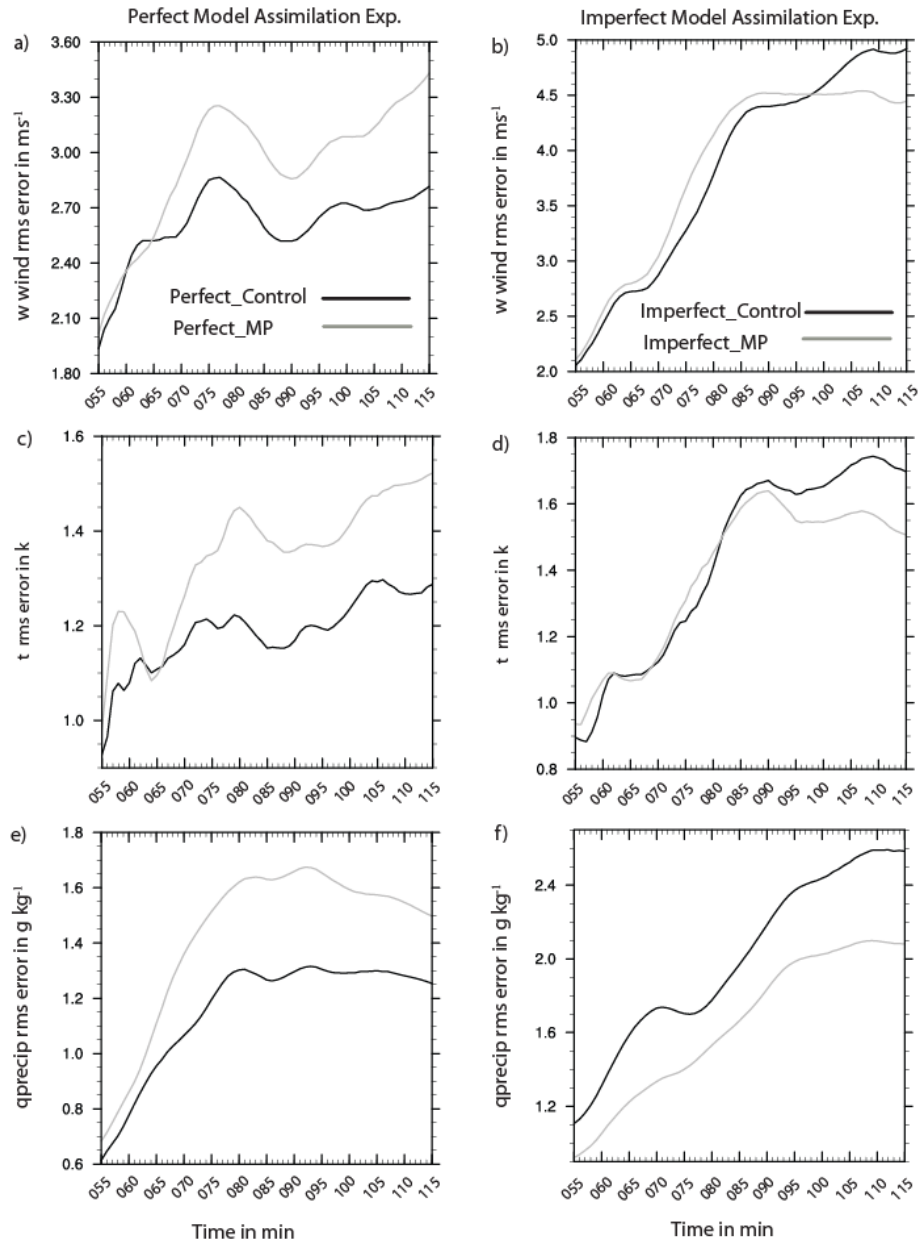 Perfect Model Assimilation Exp.
Imperfect Model Assimilation Exp.
a)
w wind rms error in ms-1
3.60
3.30
3.00
2.70
2.40
2.10
1.80
Perfect_Control
Perfect_MP
055 060 065 070 075 080 085 090 095 100 105 110 115
b)
w wind rms error in ms-1
5.0
4.5
4.0
3.5
3.0
2.5
2.0
Imperfect_Control
Imperfect_MP
055 060 065 070 075 080 085 090 095 100 105 110 115
c)
t rms error in k
1.6
1.4
1.2
1.0
055 060 065 070 075 080 085 090 095 100 105 110 115
d)
t rms error in k
1.8
1.6
1.4
1.2
1.0
0.8
055 060 065 070 075 080 085 090 095 100 105 110 115
e)
qprecip rms error in g kg-1
1.8
1.6
1.4
1.2
1.0
0.8
0.6
055 060 065 070 075 080 085 090 095 100 105 110 115
Time in min
f)
qprecip rms error in g kg-1
2.4
2.0
1.6
1.2
055 060 065 070 075 080 085 090 095 100 105 110 115
Time in min